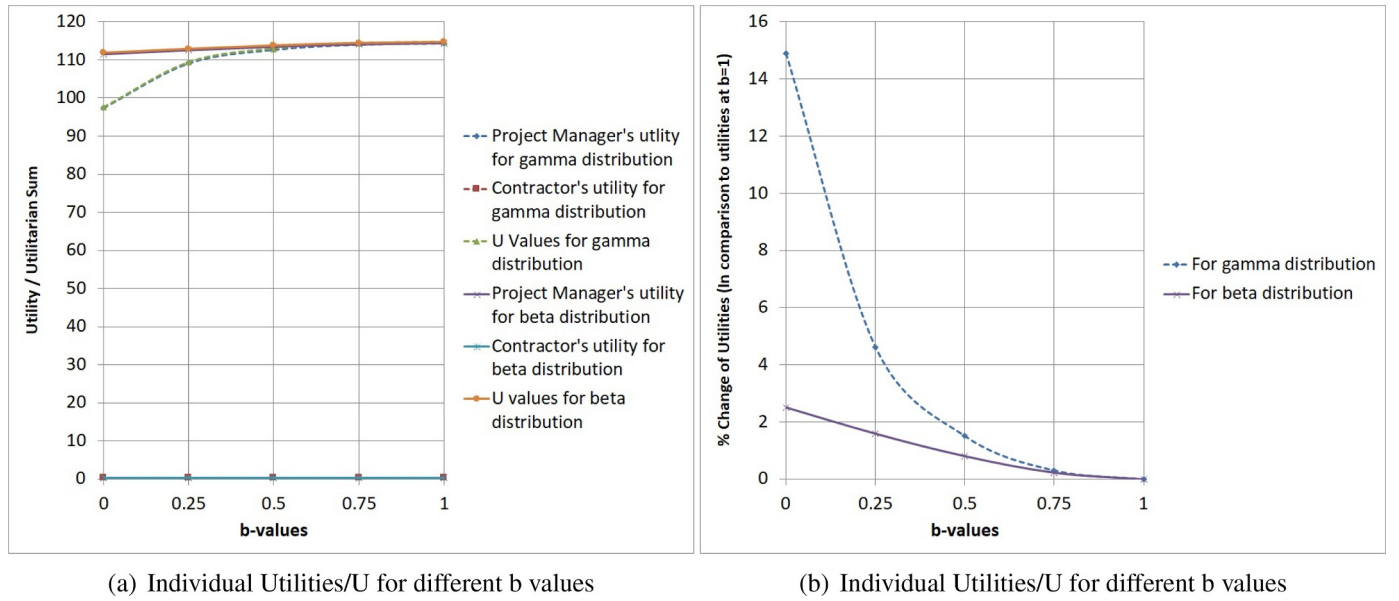 120
110
100
90
80
70
60
50
40
30
20
10
0
Utility / Utilitarian Sum
0 0.25 0.5 0.75 1
b-values
Project Manager's utlity
for gamma distribution
Contractor's utility for
gamma distribution
U Values for gamma
distribution
Project Manager's utility
for beta distribution
Contractor's utility for
beta distribution
U values for beta
distribution
(a) Individual Utilities/U for different b values
16
14
12
10
8
6
4
2
0
% Change of Utilities (In comparison to utilities at b=1)
0 0.25 0.5 0.75 1
b-values
For gamma distribution
For beta distribution
(b) Individual Utilities/U for different b values